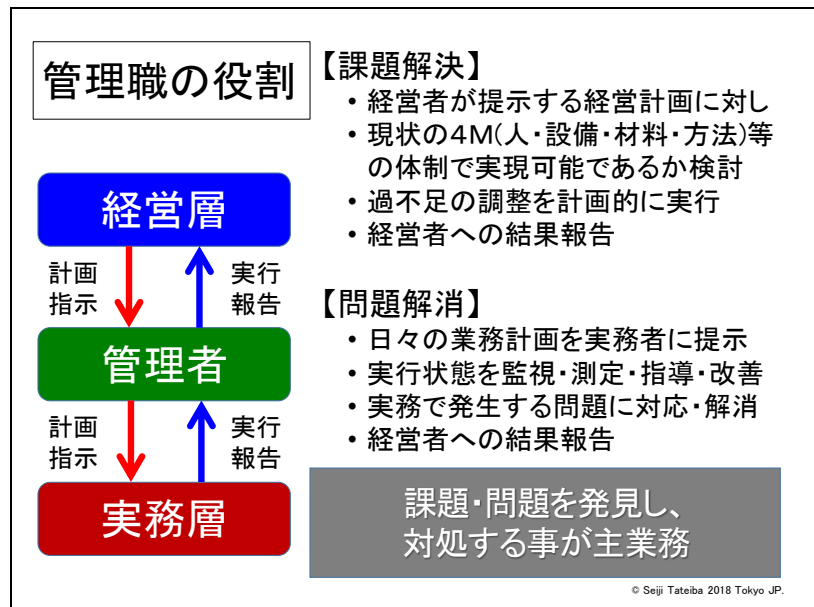 管理職の役割
【課題解決】
・経営者が提示する経営計画に対し
・現状の4M(人・設備・材料・方法)等
の体制で実現可能であるか検討
・過不足の調整を計画的に実行
・経営者への結果報告
経営層
計画
指示
実行
報告
管理者
計画
指示
実行
報告
実務層
【問題解消】
・日々の業務計画を実務者に提示
・実行状態を監視・測定・指導・改善
・実務で発生する問題に対応・解消
・経営者への結果報告
課題・問題を発見し、
対処する事が主業務
© Seiji Tateiba 2018 Tokyo JP.